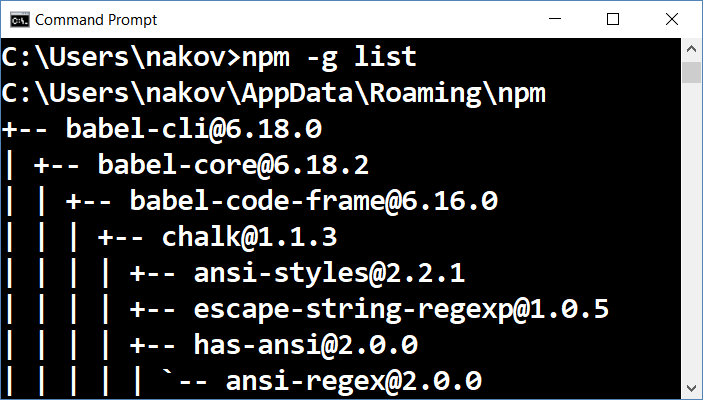 Command Prompt
C:\Users\nakov>npm -g list
C:\Users\nakov\AppData\Roaming\npm
+-- babel-cli@6.18.0
| +-- babel-core@6.18.2
| | +-- babel-code-frame@6.16.0
| | | +-- chalk@1.1.3
| | | | +-- ansi-styles@2.2.1
| | | | +-- escape-string-regexp@1.0.5
| | | | +-- has-ansi@2.0.0
| | | | | `-- ansi-regex@2.0.0